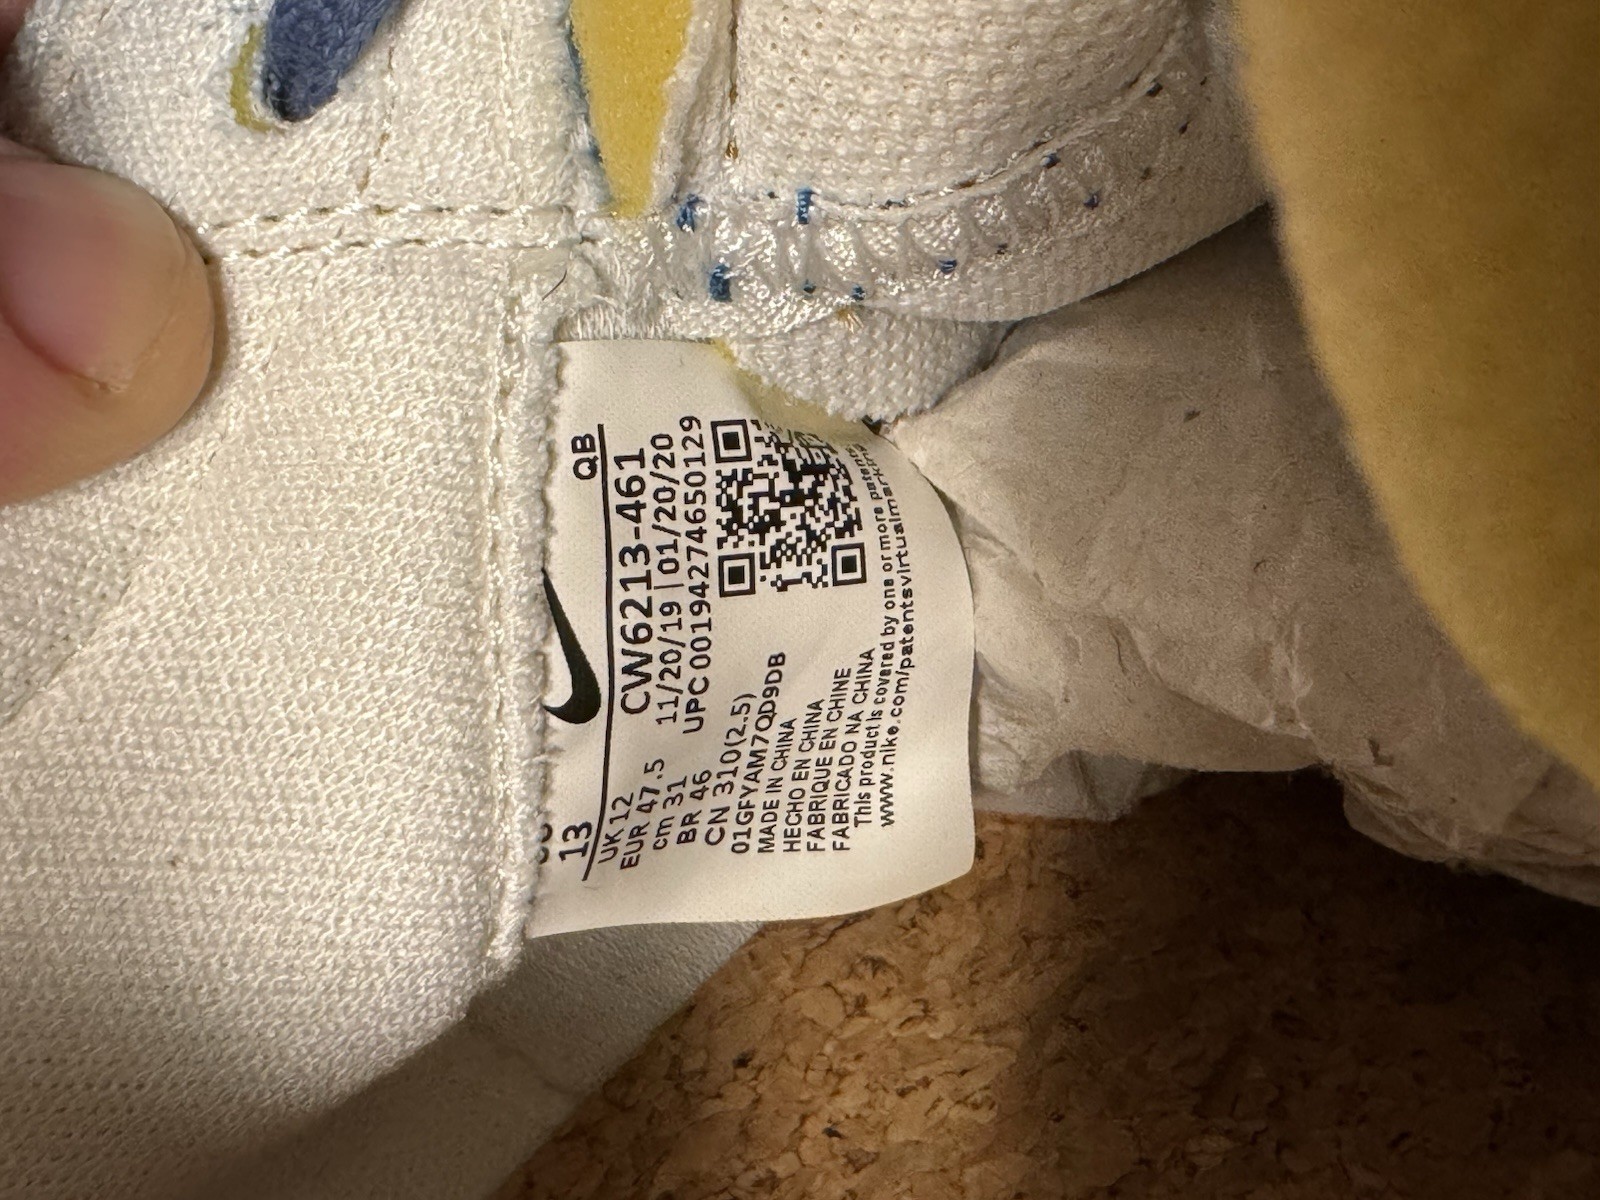 13
QB
UK 12
EUR 47.5
cm 31
BR 46
CN 310(2.5)
CW6213-461
11/20/19 | 01/20/20
UPC 00194274650129
01GFYAM7QD9DB
MADE IN CHINA
HECHO EN CHINA
FABRIQUE EN CHINE
FABRICADO NA CHINA
This product is covered by one or more patents
www.nike.com/patentsvirtualmarking